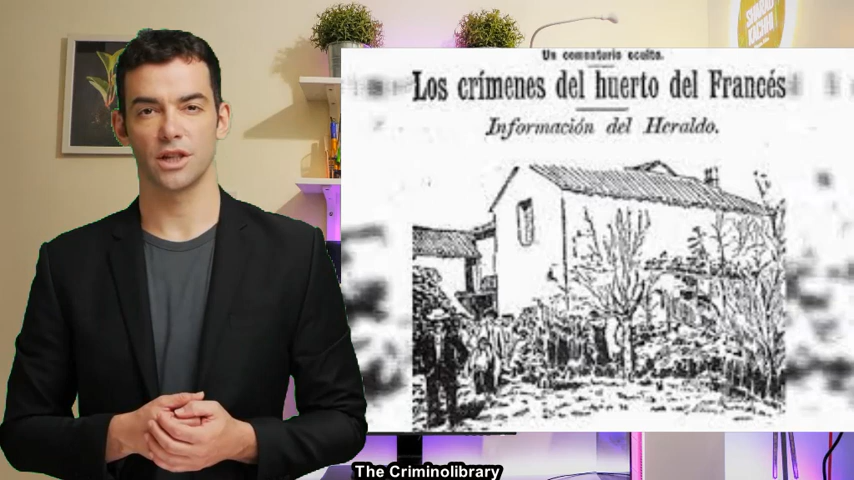 Un comentario oculto.
Los crímenes del huerto del Francés
Información del Heraldo.
The Criminolibrary